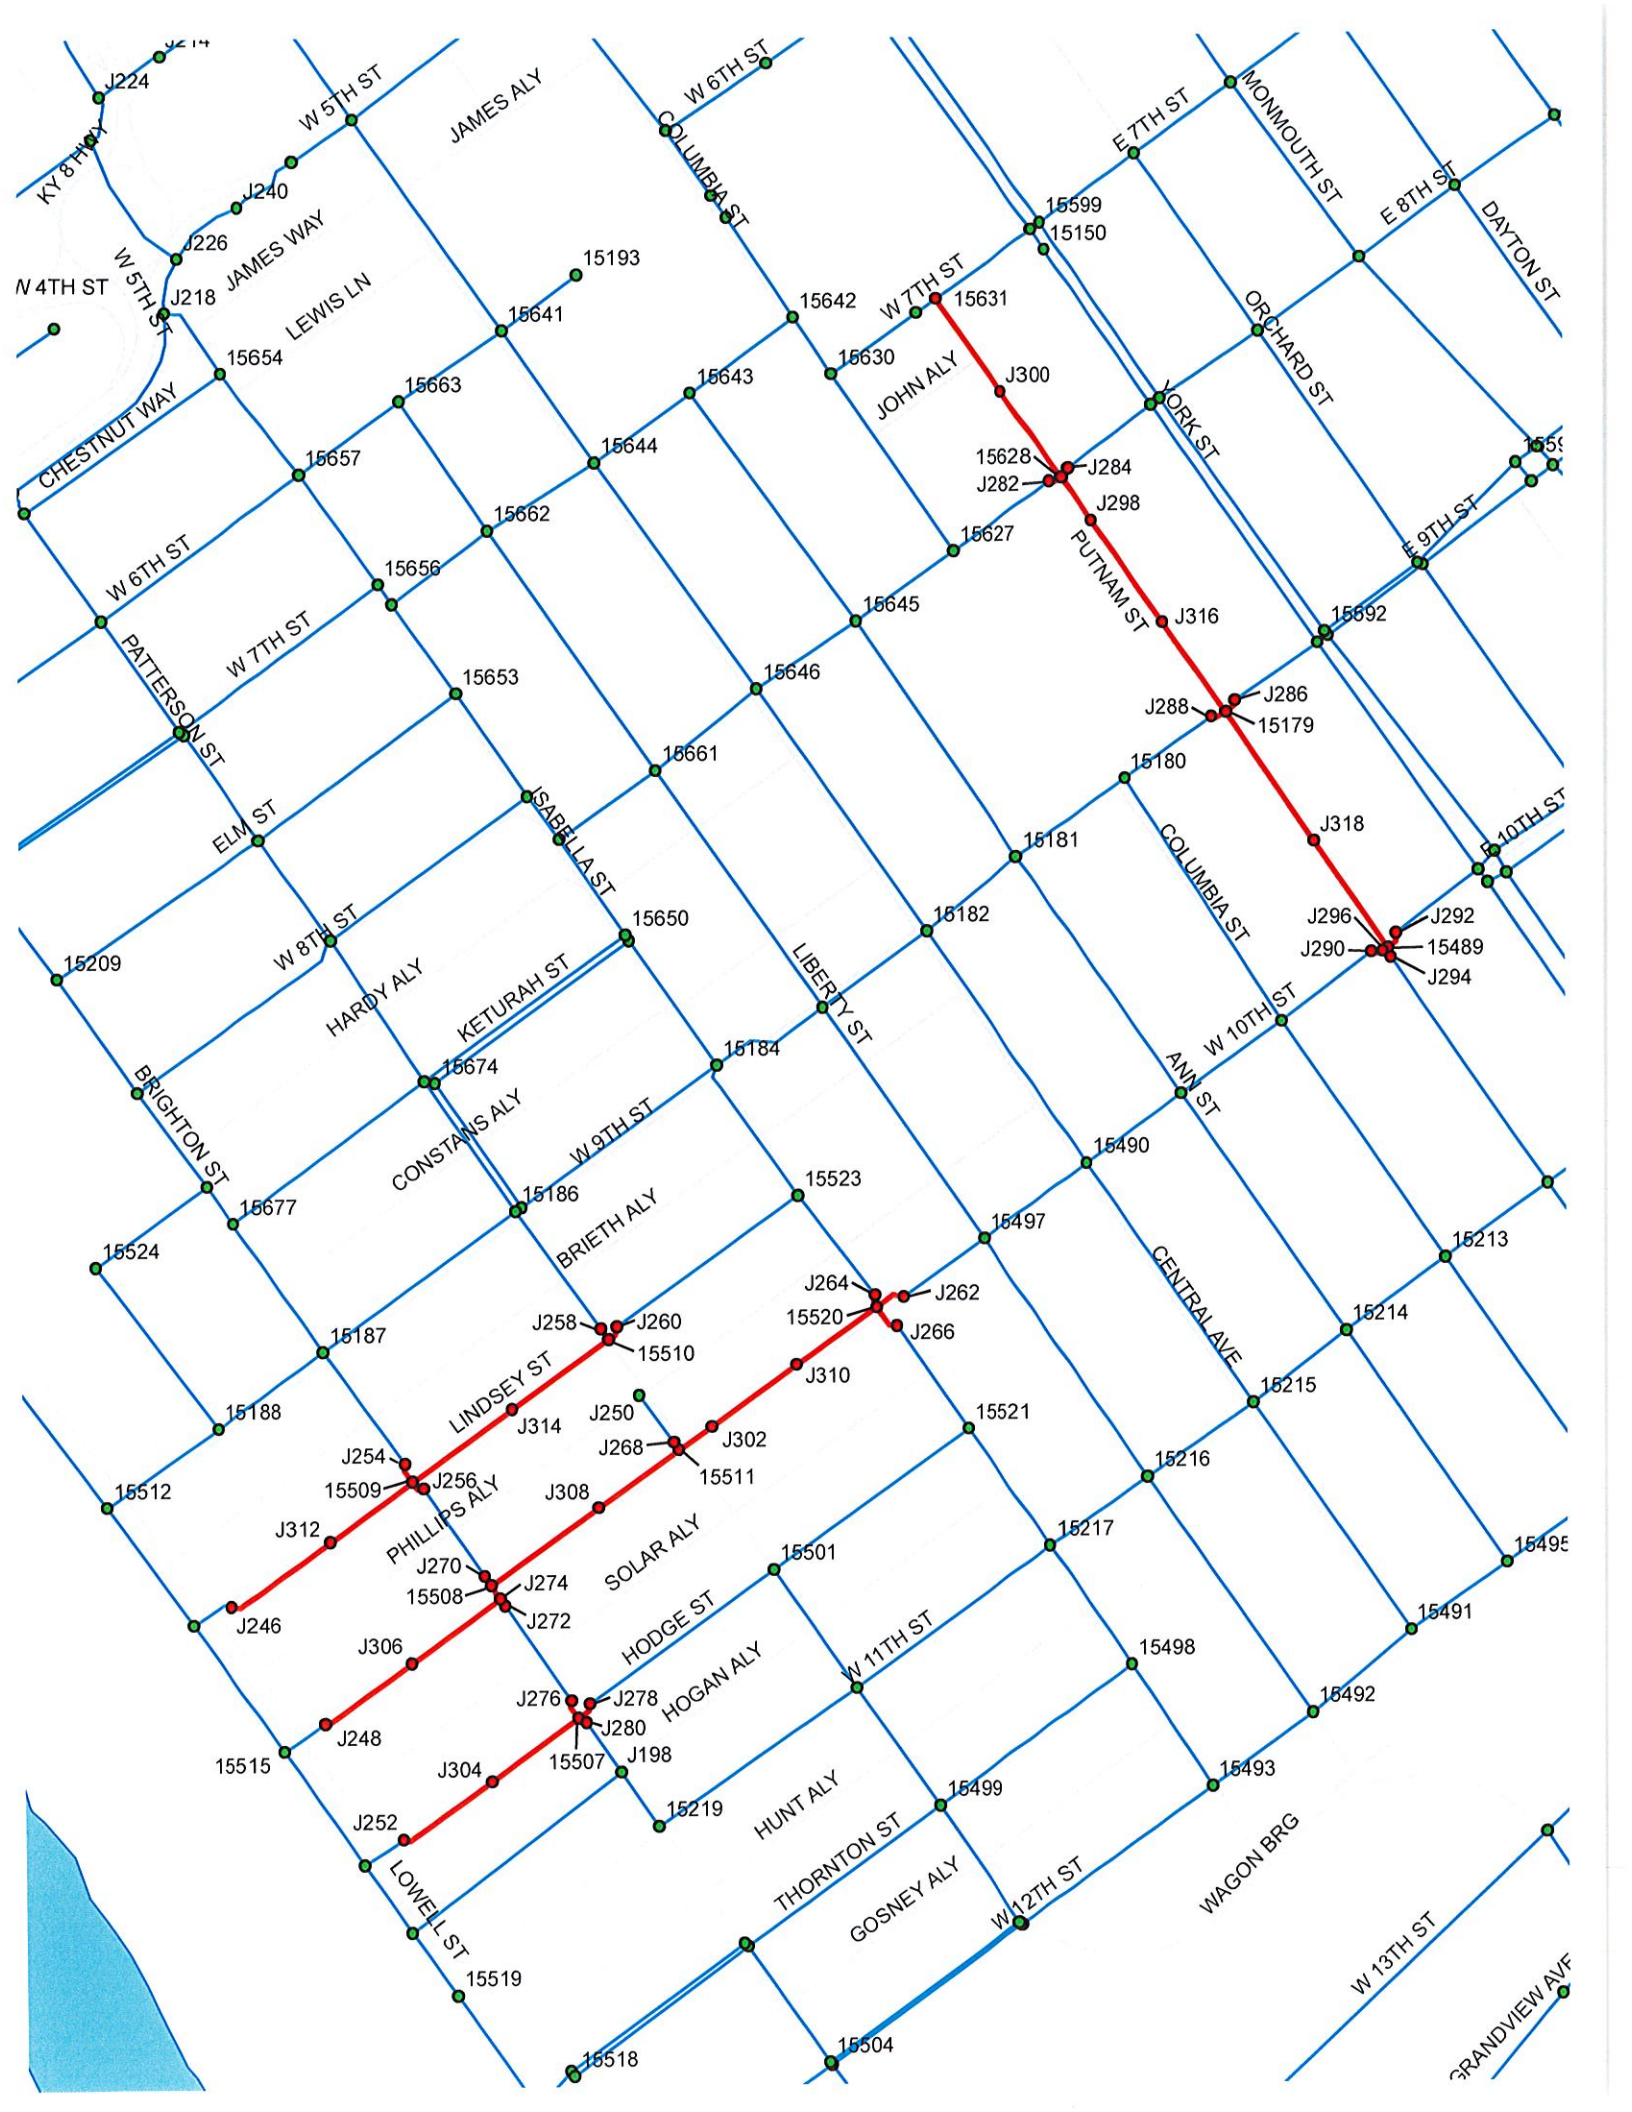 J224
KY 8 HWY
W 5TH ST
JAMES ALY
W 6TH ST
COLUMBIA ST
E 7TH ST
MONMOUTH ST
E 8TH ST
DAYTON ST
J240
J226
JAMES WAY
W 5TH ST
J218
LEWIS LN
15193
15641
15642
W 7TH ST
15631
15599
15150
15654
CHESTNUT WAY
15663
15643
15630
JOHN ALY
J300
ORCHARD ST
YORK ST
15657
15644
15628
J284
J282
J298
15662
15627
E 9TH ST
W 6TH ST
15656
PUTNAM ST
15645
J316
15592
W 7TH ST
PATTERSON ST
15653
15646
J286
J288
15179
15661
15180
J318
ELM ST
ISABELLA ST
15181
COLUMBIA ST
E 10TH ST
W 8TH ST
15650
15182
J296
J292
J290
15489
J294
15209
HARDY ALY
KETURAH ST
LIBERTY ST
W 10TH ST
15674
15184
ANN ST
BRIGHTON ST
CONSTANS ALY
W 9TH ST
15490
15677
15186
15523
15497
BRIETH ALY
15524
CENTRAL AVE
15213
J264
J262
15520
J266
J258
J260
15510
15187
15214
LINDSEY ST
J310
15188
J314
J250
15215
J268
J302
15511
15521
J254
15509
J256
15512
PHILLIPS ALY
J308
15216
J312
SOLAR ALY
15501
15217
J270
15508
J274
J272
J246
HODGE ST
W 11TH ST
15491
J306
HOGAN ALY
15498
J276
J278
J280
15492
J248
15515
15507
J198
J304
15493
15219
HUNT ALY
15499
J252
THORNTON ST
WAGON BRG
LOWELL ST
GOSNEY ALY
W 12TH ST
W 13TH ST
15519
15518
15504